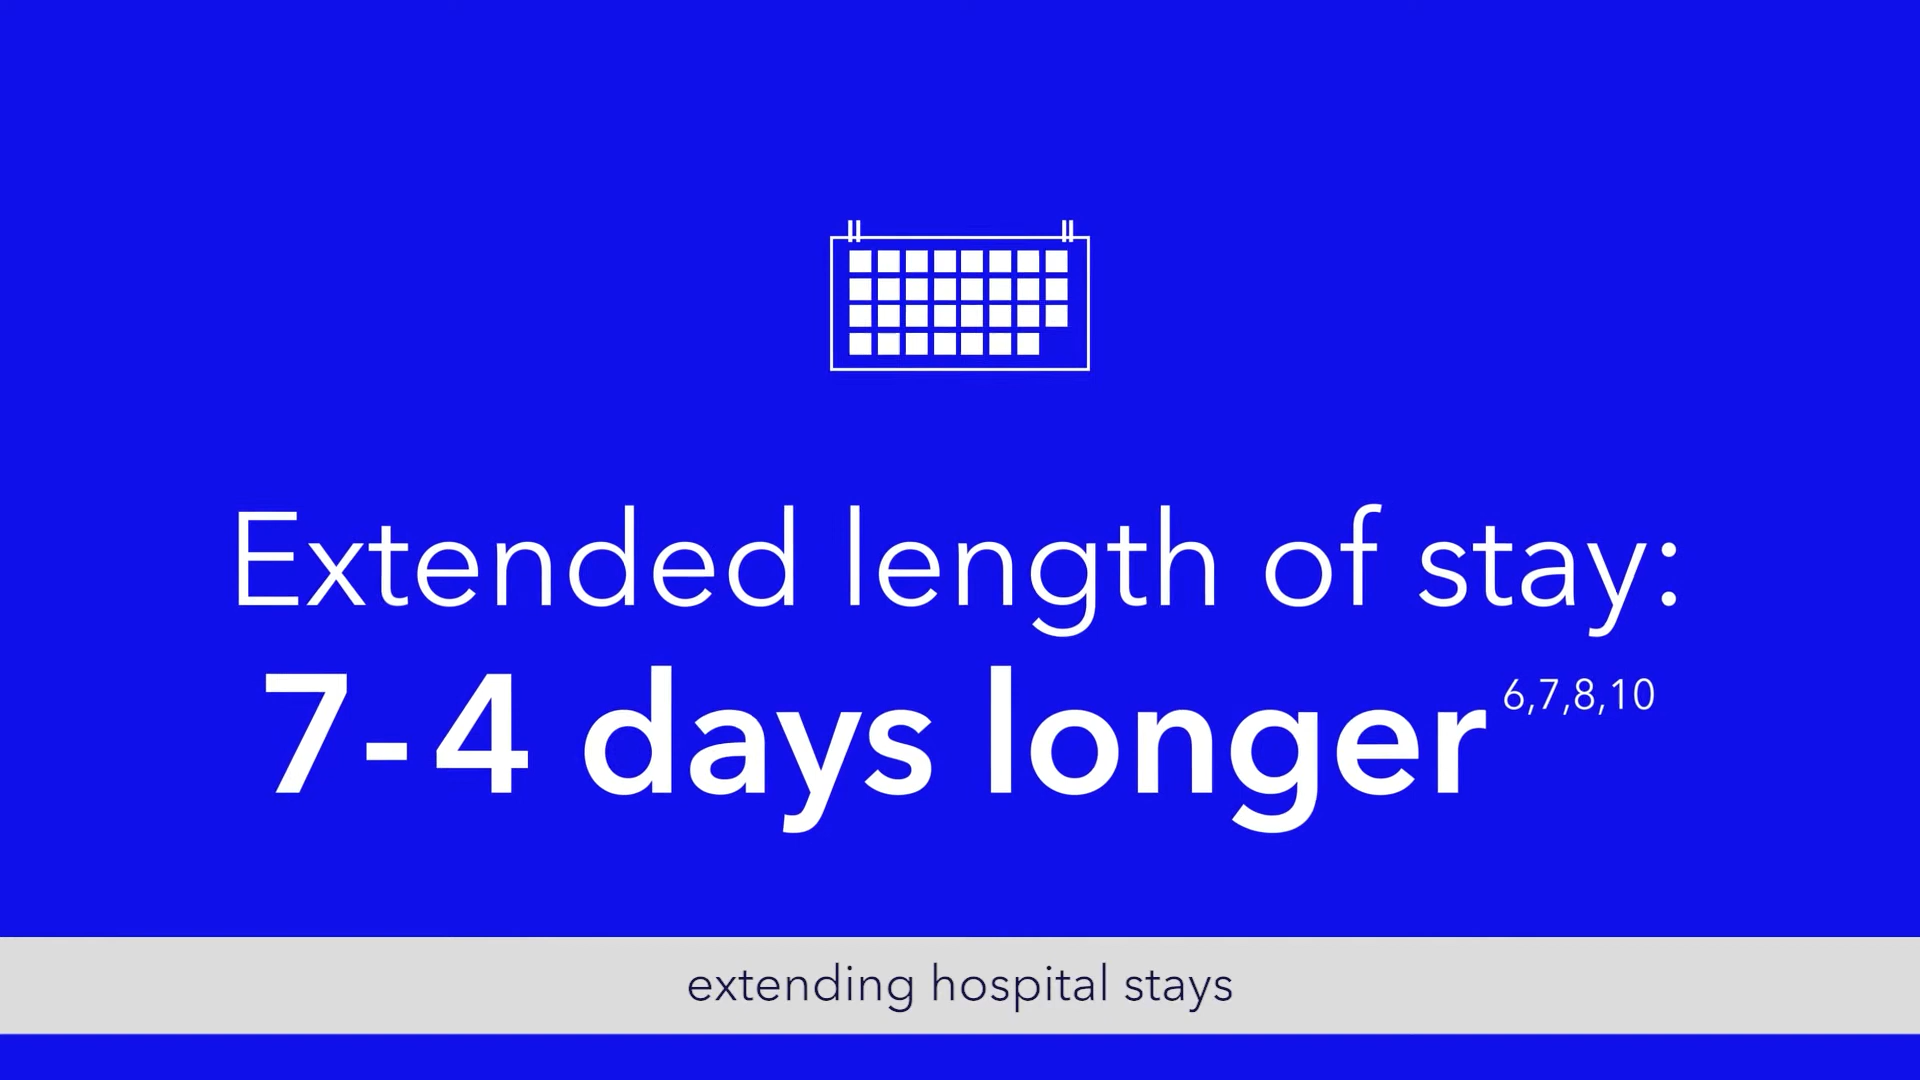 Extended length of stay:
7-4 days longer 6,7,8,10
extending hospital stays